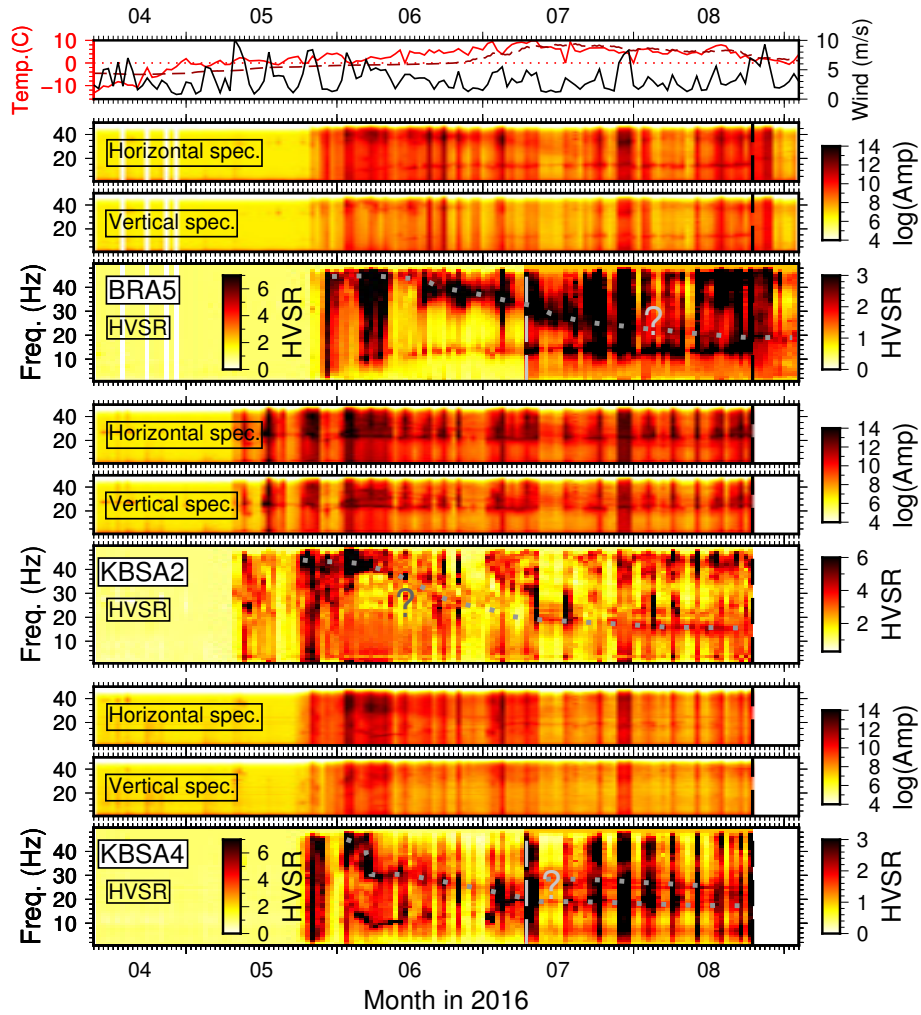 04 05 06 07 08
Temp.(C)
10
0
−10
10
5
0
Wind (m/s)
40
20
Horizontal spec.
14
12
10
8
6
4
log(Amp)
40
20
Vertical spec.
Freq. (Hz)
40
30
20
10
BRA5
HVSR
6
4
2
0
HVSR
?
3
2
1
0
HVSR
40
20
Horizontal spec.
14
12
10
8
6
4
log(Amp)
40
20
Vertical spec.
Freq. (Hz)
40
30
20
10
KBSA2
HVSR
?
6
4
2
HVSR
40
20
Horizontal spec.
14
12
10
8
6
4
log(Amp)
40
20
Vertical spec.
Freq. (Hz)
40
30
20
10
KBSA4
HVSR
6
4
2
0
HVSR
?
3
2
1
0
HVSR
04 05 06 07 08
Month in 2016